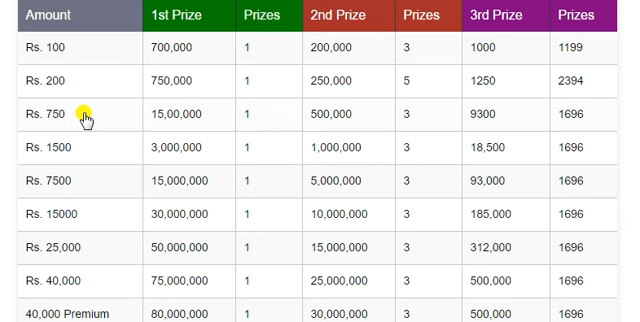 Amount 1st Prize Prizes 2nd Prize Prizes 3rd Prize Prizes
Rs. 100 700,000 1 200,000 3 1000 1199
Rs. 200 750,000 1 250,000 5 1250 2394
Rs. 750 15,00,000 1 500,000 3 9300 1696
Rs. 1500 3,000,000 1 1,000,000 3 18,500 1696
Rs. 7500 15,000,000 1 5,000,000 3 93,000 1696
Rs. 15000 30,000,000 1 10,000,000 3 185,000 1696
Rs. 25,000 50,000,000 1 15,000,000 3 312,000 1696
Rs. 40,000 75,000,000 1 25,000,000 3 500,000 1696
40,000 Premium 80,000,000 1 30,000,000 3 500,000 1696